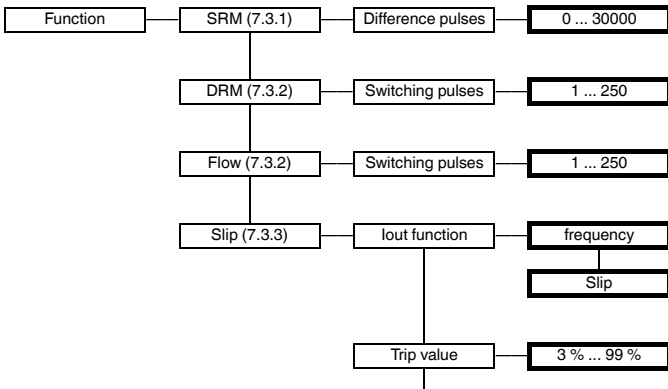 Function
SRM (7.3.1)
Difference pulses
0 ... 30000
DRM (7.3.2)
Switching pulses
1 ... 250
Flow (7.3.2)
Switching pulses
1 ... 250
Slip (7.3.3)
Iout function
frequency
Slip
Trip value
3 % ... 99 %